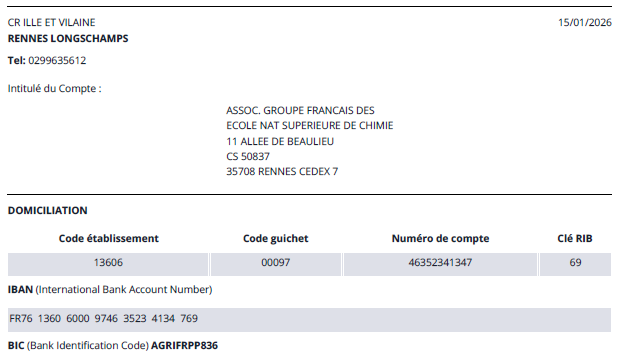 CR ILLE ET VILAINE 15/01/2026
RENNES LONGSCHAMPS
Tel: 0299635612
Intitulé du Compte :
ASSOC. GROUPE FRANCAIS DES
ECOLE NAT SUPERIEURE DE CHIMIE
11 ALLEE DE BEAULIEU
CS 50837
35708 RENNES CEDEX 7
DOMICILIATION
Code établissement Code guichet Numéro de compte Clé RIB
13606 00097 46352341347 69
IBAN (International Bank Account Number)
FR76 1360 6000 9746 3523 4134 769
BIC (Bank Identification Code) AGRIFRPP836